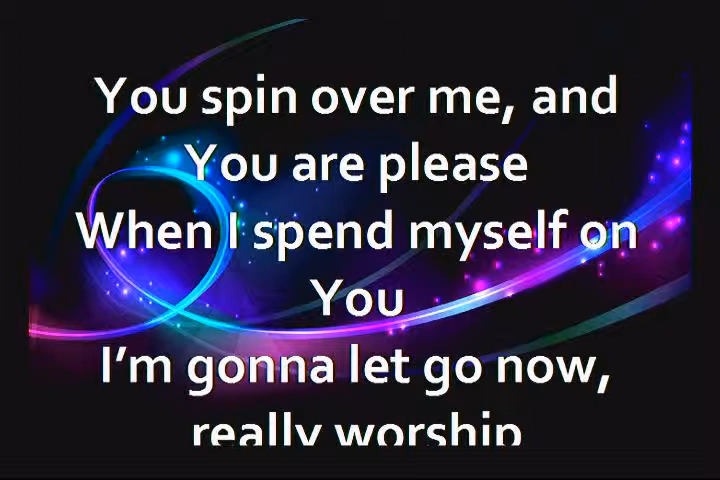 You spin over me, and
You are please
When I spend myself on
You
I’m gonna let go now,
really worship